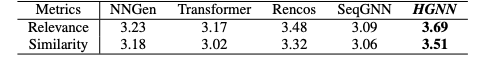 Metrics NNGen Transformer Rencos SeqGNN HGNN
Relevance 3.23 3.17 3.48 3.09 3.69
Similarity 3.18 3.02 3.32 3.06 3.51